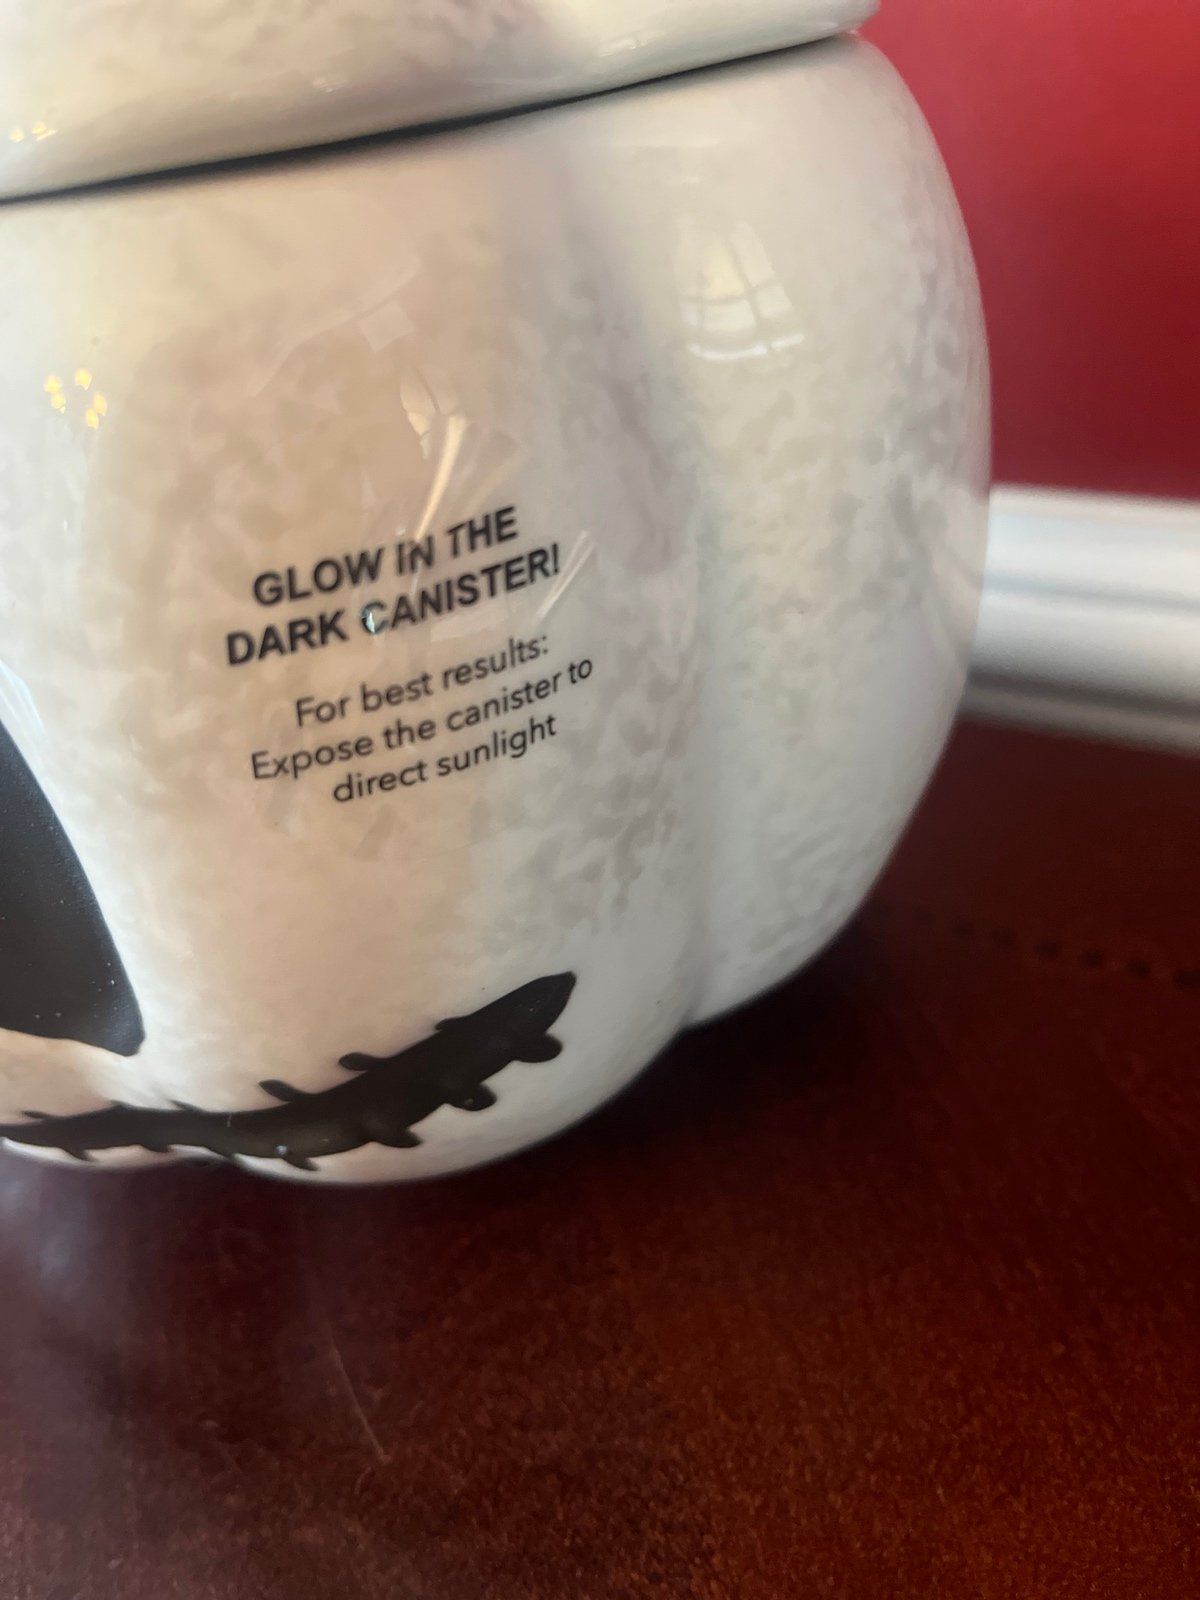 GLOW IN THE
DARK CANISTER!
For best results:
Expose the canister to
direct sunlight